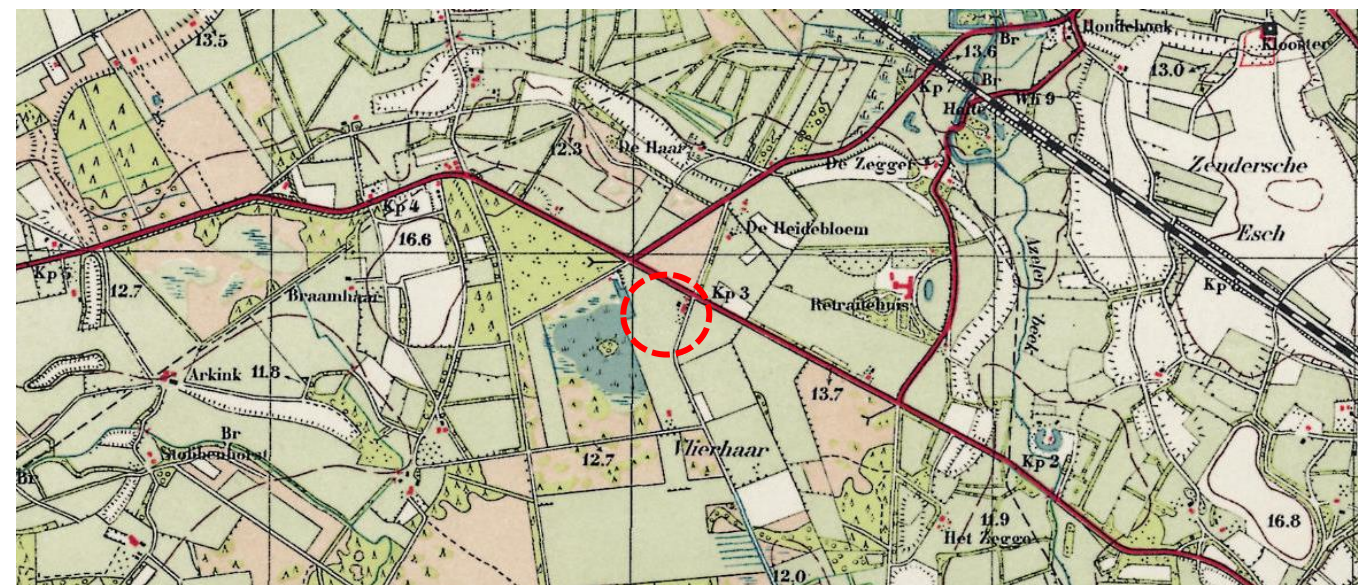 13.5
Br
Hondehoek
13.6
Klooster
Br
13.0
Kp 7
Wh 9
De Haar
12.3
De Zegger
Zendersche
Kp 4
De Heidebloem
Esch
16.6
Kp 5
12.7
Braamhaar
Kp 3
Retraitehuis
Kp 8
beek
Arkink 11.8
13.7
Br
Stobbenhorst
12.7
Vlierhaar
Kp 2
Br
11.9
Het Zeggo
16.8
12.0